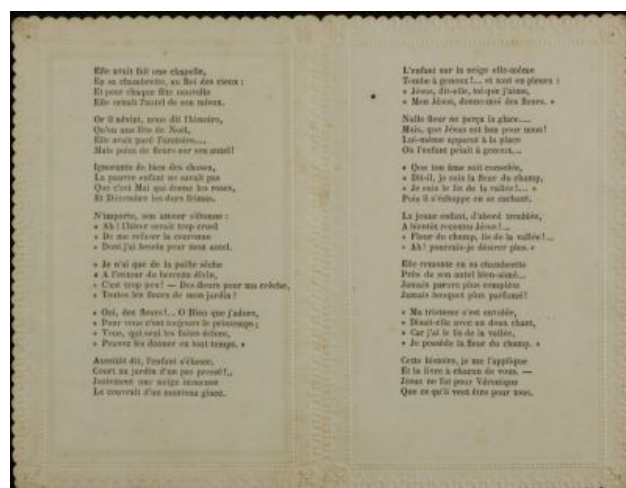 Elle avait fait une chapelle,
En sa chambrette, au Roi des cieux :
Et pour chaque fête nouvelle
Elle ornait l'autel de son mieux.
Or il advint, nous dit l'histoire,
Qu'en une fête de Noël,
Elle avait paré l'armoire....
Mais point de fleurs sur son autel!
Ignorante de bien des choses,
La pauvre enfant ne savait pas
Que c'est Mai qui donne les roses,
Et Décembre les durs frimas.
N'importe, son amour s'étonne :
« Ah! l'hiver serait trop cruel
« De me refuser la couronne
« Dont j'ai besoin pour mon autel.
« Je n'ai que de la paille sèche
« A l'entour du berceau divin,
« C'est trop peu! — Des fleurs pour ma crèche,
« Toutes les fleurs de mon jardin!
« Oui, des fleurs!.. O Dieu que j'adore,
« Pour vous c'est toujours le printemps;
« Vous, qui seul les faites éclore,
« Pouvez les donner en tout temps. »
Aussitôt dit, l'enfant s'élance,
Court au jardin d'un pas pressé!..
Justement une neige immense
Le couvrait d'un manteau glacé.
L'enfant sur la neige elle-même
Tombe à genoux!... et tout en pleurs :
« Jésus, dit-elle, toi que j'aime,
« Mon Jésus, donne-moi des fleurs. »
Nulle fleur ne perça la glace....
Mais, que Jésus est bon pour nous!
Lui-même apparut à la place
Où l'enfant priait à genoux...
« Que ton âme soit consolée,
« Dit-il, je suis la fleur du champ,
« Je suis le lis de la vallée!... »
Puis il s'échappe en se cachant.
La jeune enfant, d'abord troublée,
A bientôt reconnu Jésus!...
« Fleur du champ, lis de la vallée!...
« Ah! pourrais-je désirer plus. »
Elle remonte en sa chambrette
Près de son autel bien-aimé...
Jamais parure plus complète
Jamais bouquet plus parfumé!
« Ma tristesse s'est envolée,
« Disait-elle avec un doux chant,
« Car j'ai le lis de la vallée,
« Je possède la fleur du champ. »
Cette histoire, je me l'applique
Et la livre à chacun de vous. —
Jésus ne fut pour Véronique
Que ce qu'il veut être pour nous.